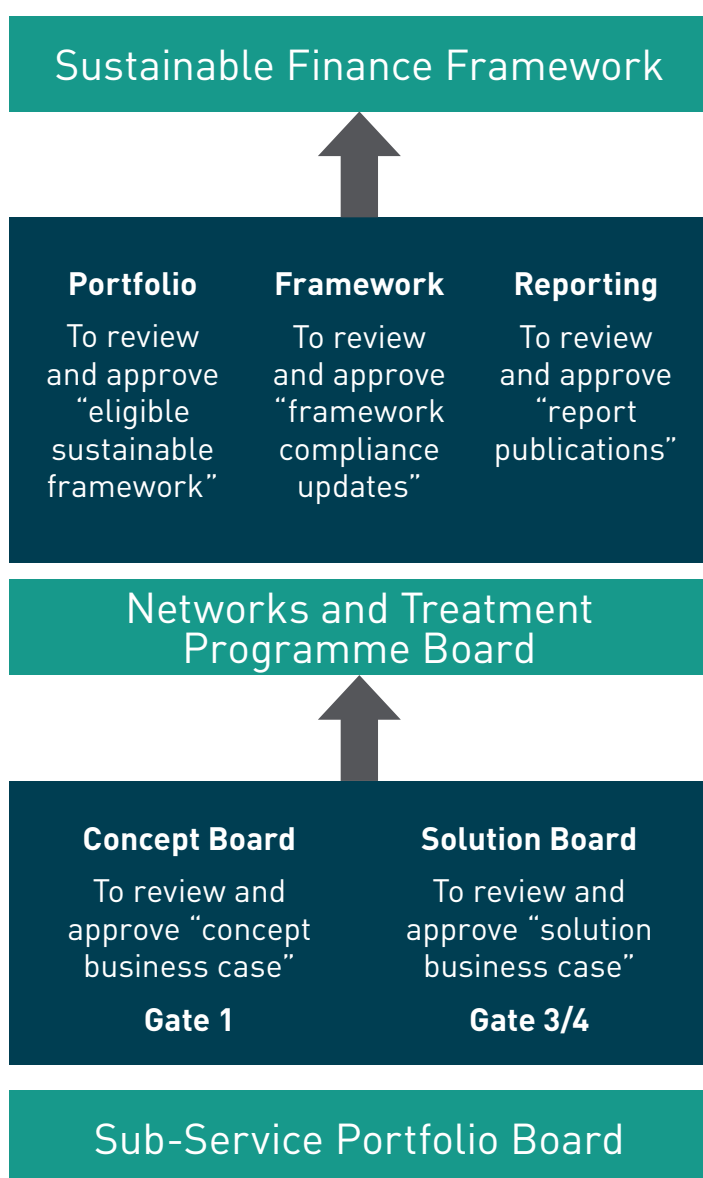 Sustainable Finance Framework
Portfolio
To review
and approve
“eligible
sustainable
framework”
Framework
To review
and approve
“framework
compliance
updates”
Reporting
To review
and approve
“report
publications”
Networks and Treatment
Programme Board
Concept Board
To review and
approve “concept
business case”
Gate 1
Solution Board
To review and
approve “solution
business case”
Gate 3/4
Sub-Service Portfolio Board